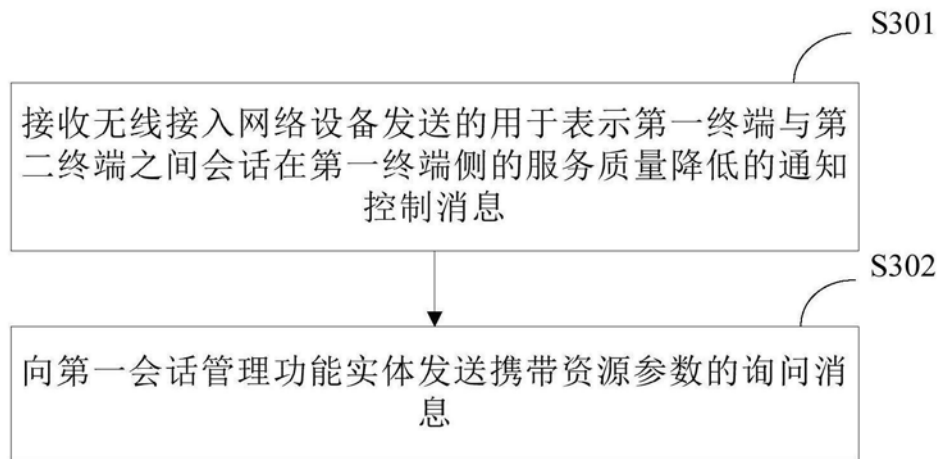 S301
接收无线接入网络设备发送的用于表示第一终端与第
二终端之间会话在第一终端侧的服务质量降低的通知
控制消息
S302
向第一会话管理功能实体发送携带资源参数的询问消
息